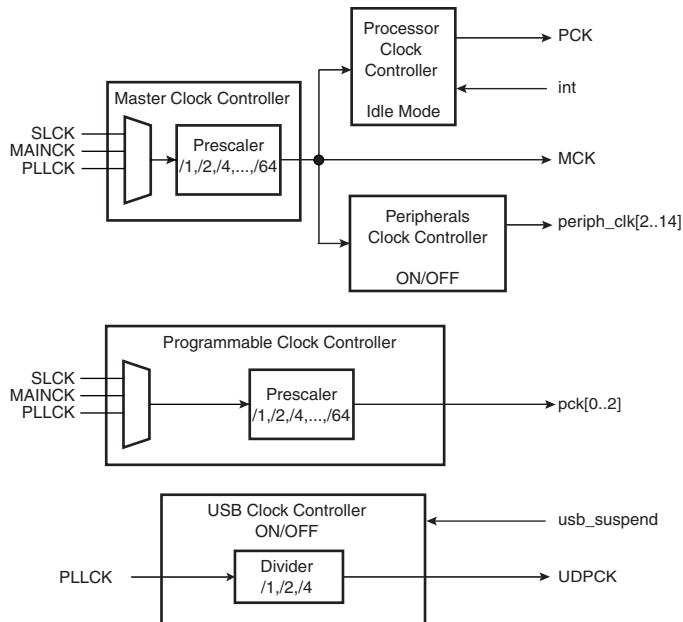 Processor
Clock
Controller
Idle Mode
PCK
int
Master Clock Controller
SLCK
MAINCK
PLLCK
Prescaler
/1,/2,/4,...,/64
MCK
Peripherals
Clock Controller
ON/OFF
periph_clk[2..14]
Programmable Clock Controller
SLCK
MAINCK
PLLCK
Prescaler
/1,/2,/4,...,/64
pck[0..2]
USB Clock Controller
ON/OFF
usb_suspend
PLLCK
Divider
/1,/2,/4
UDPCK